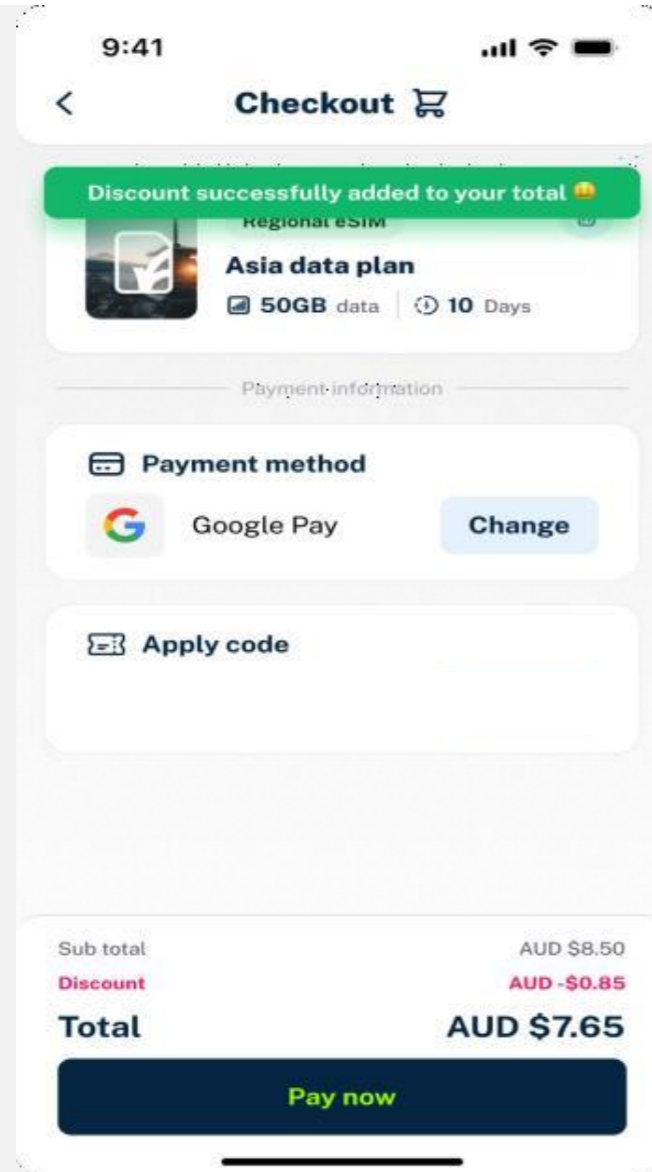 9:41
Checkout
Discount successfully added to your total 🤑
Regional eSIM
Asia data plan
50GB data 10 Days
Payment information
Payment method
Google Pay
Change
Apply code
Sub total AUD $8.50
Discount AUD -$0.85
Total AUD $7.65
Pay now